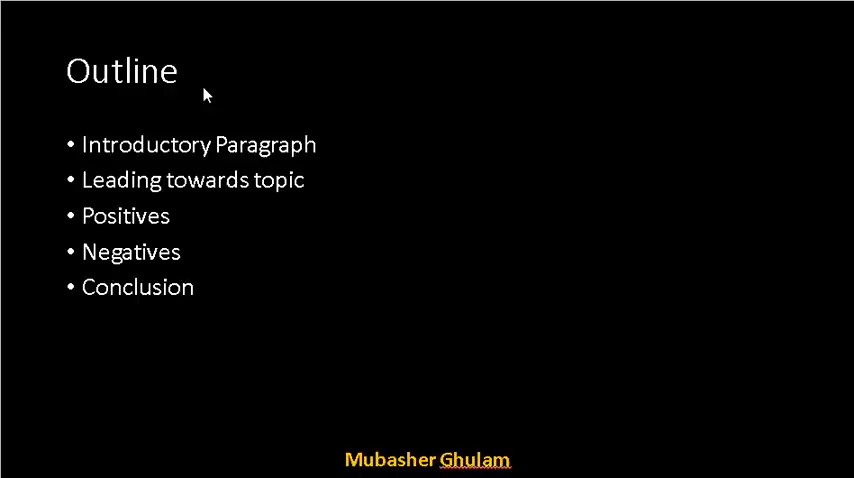 Outline
• Introductory Paragraph
• Leading towards topic
• Positives
• Negatives
• Conclusion
Mubasher Ghulam